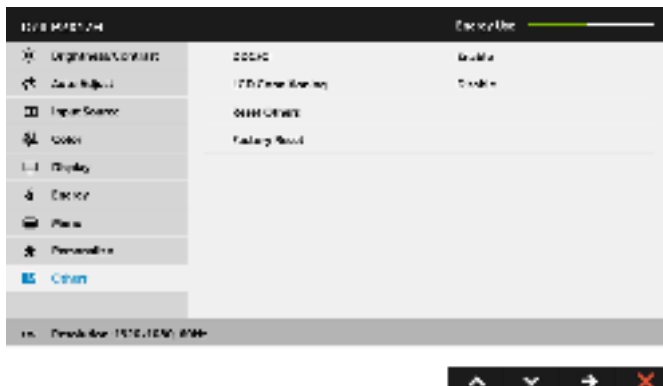 Energy Use
Brightness/Contrast
DDC/CI Enable
Auto Adjust
LCD Conditioning Disable
Input Source
Reset Others
Color
Factory Reset
Display
Energy
Menu
Personalize
Others
Resolution: 1920x1080, 60Hz